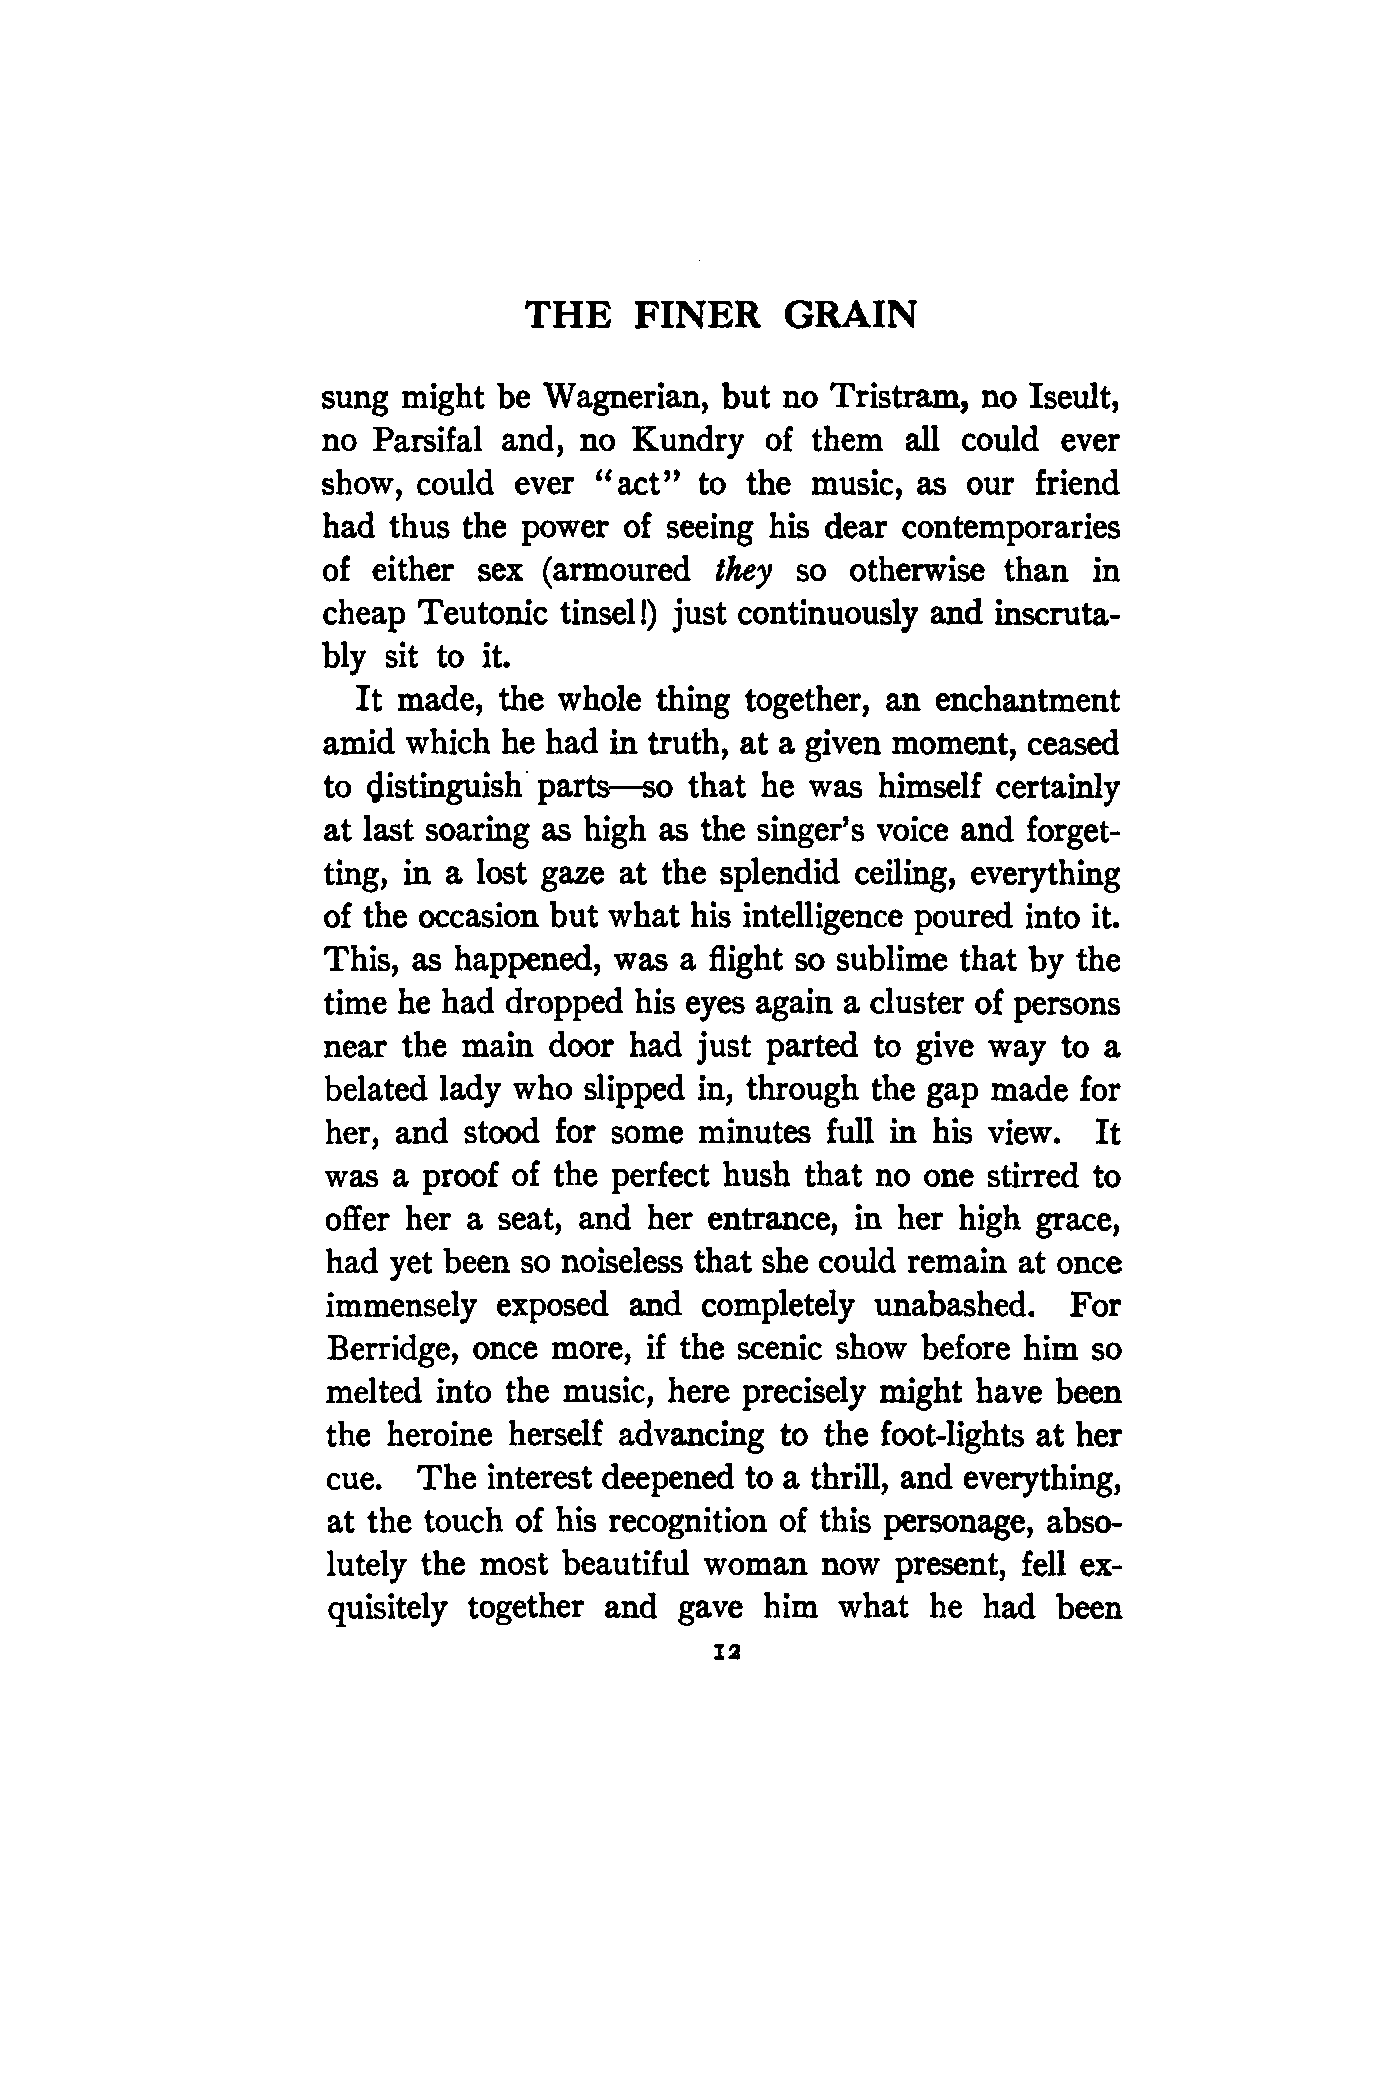 THE FINER GRAIN
sung might be Wagnerian, but no Tristram, no Iseult,
no Parsifal and, no Kundry of them all could ever
show, could ever "act" to the music, as our friend
had thus the power of seeing his dear contemporaries
of either sex (armoured they so otherwise than in
cheap Teutonic tinsel!) just continuously and inscruta-
bly sit to it.
It made, the whole thing together, an enchantment
amid which he had in truth, at a given moment, ceased
to distinguish parts—so that he was himself certainly
at last soaring as high as the singer's voice and forget-
ting, in a lost gaze at the splendid ceiling, everything
of the occasion but what his intelligence poured into it.
This, as happened, was a flight so sublime that by the
time he had dropped his eyes again a cluster of persons
near the main door had just parted to give way to a
belated lady who slipped in, through the gap made for
her, and stood for some minutes full in his view. It
was a proof of the perfect hush that no one stirred to
offer her a seat, and her entrance, in her high grace,
had yet been so noiseless that she could remain at once
immensely exposed and completely unabashed. For
Berridge, once more, if the scenic show before him so
melted into the music, here precisely might have been
the heroine herself advancing to the foot-lights at her
cue. The interest deepened to a thrill, and everything,
at the touch of his recognition of this personage, abso-
lutely the most beautiful woman now present, fell ex-
quisitely together and gave him what he had been
12